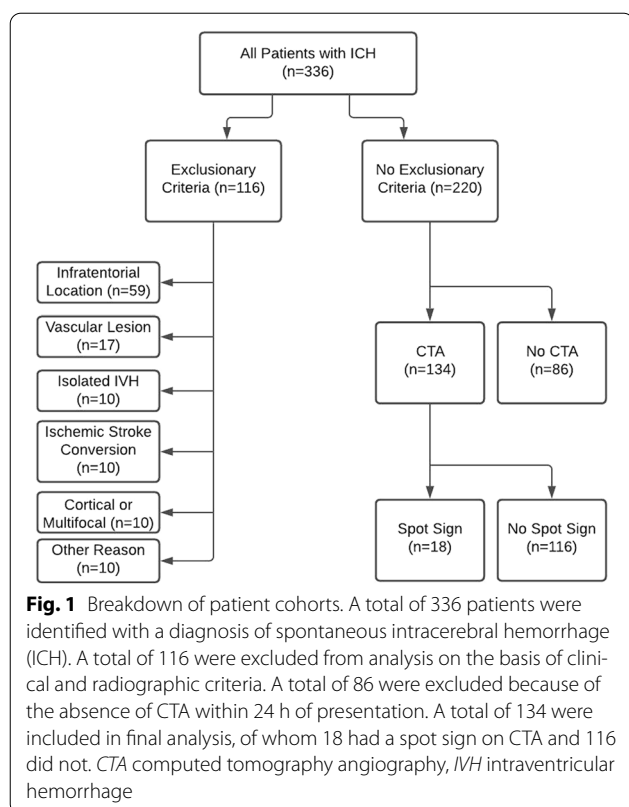 All Patients with ICH
(n=336)
Exclusionary
Criteria (n=116)
No Exclusionary
Criteria (n=220)
Infratentorial
Location (n=59)
Vascular Lesion
(n=17)
Isolated IVH
(n=10)
Ischemic Stroke
Conversion
(n=10)
Cortical or
Multifocal (n=10)
Other Reason
(n=10)
CTA
(n=134)
No CTA
(n=86)
Spot Sign
(n=18)
No Spot Sign
(n=116)
Fig. 1 Breakdown of patient cohorts. A total of 336 patients were
identified with a diagnosis of spontaneous intracerebral hemorrhage
(ICH). A total of 116 were excluded from analysis on the basis of clini-
cal and radiographic criteria. A total of 86 were excluded because of
the absence of CTA within 24 h of presentation. A total of 134 were
included in final analysis, of whom 18 had a spot sign on CTA and 116
did not. CTA computed tomography angiography, IVH intraventricular
hemorrhage